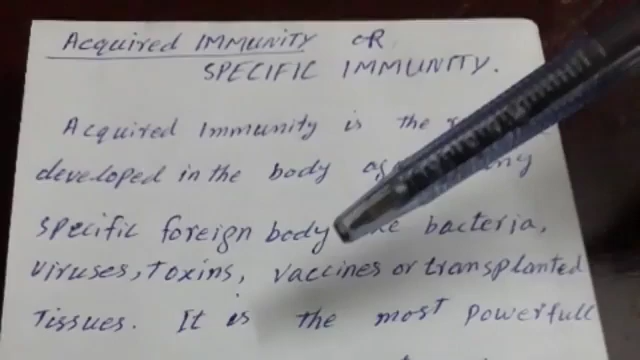 Acquired IMMUNITY OR
SPECIFIC IMMUNITY.
Acquired Immunity is the
developed in the body
specific foreign body bacteria,
viruses, Toxins, vaccines or transplanted
Tissues. It is the most powerfull